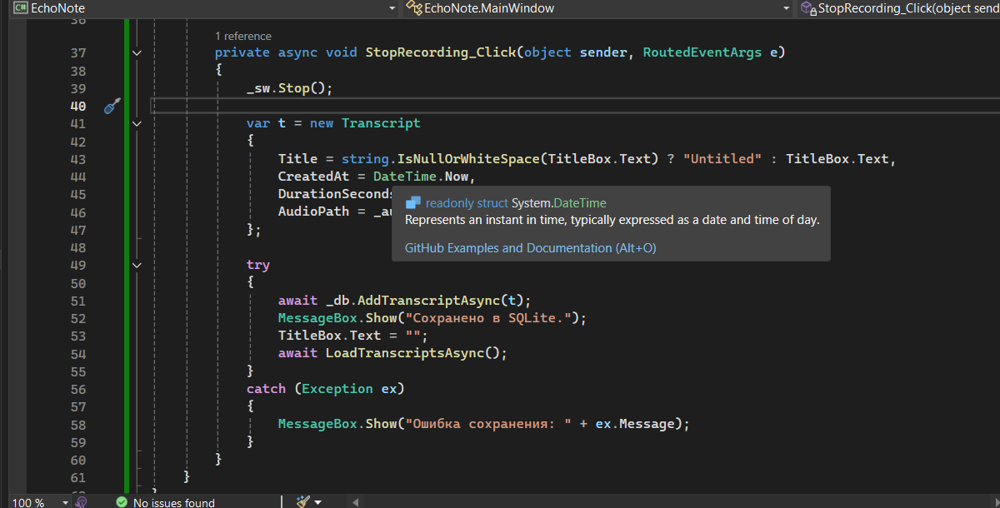 C# EchoNote EchoNote.MainWindow StopRecording_Click(object send
36
1 reference
37 private async void StopRecording_Click(object sender, RoutedEventArgs e)
38 {
39 _sw.Stop();
40
41 var t = new Transcript
42 {
43 Title = string.IsNullOrWhiteSpace(TitleBox.Text) ? "Untitled" : TitleBox.Text,
44 CreatedAt = DateTime.Now,
45 DurationSeconds
46 AudioPath = _au
47 };
readonly struct System.DateTime
Represents an instant in time, typically expressed as a date and time of day.
GitHub Examples and Documentation (Alt+O)
48
49 try
50 {
51 await _db.AddTranscriptAsync(t);
52 MessageBox.Show("Сохранено в SQLite.");
53 TitleBox.Text = "";
54 await LoadTranscriptsAsync();
55 }
56 catch (Exception ex)
57 {
58 MessageBox.Show("Ошибка сохранения: " + ex.Message);
59 }
60 }
61 }
}
100 % No issues found